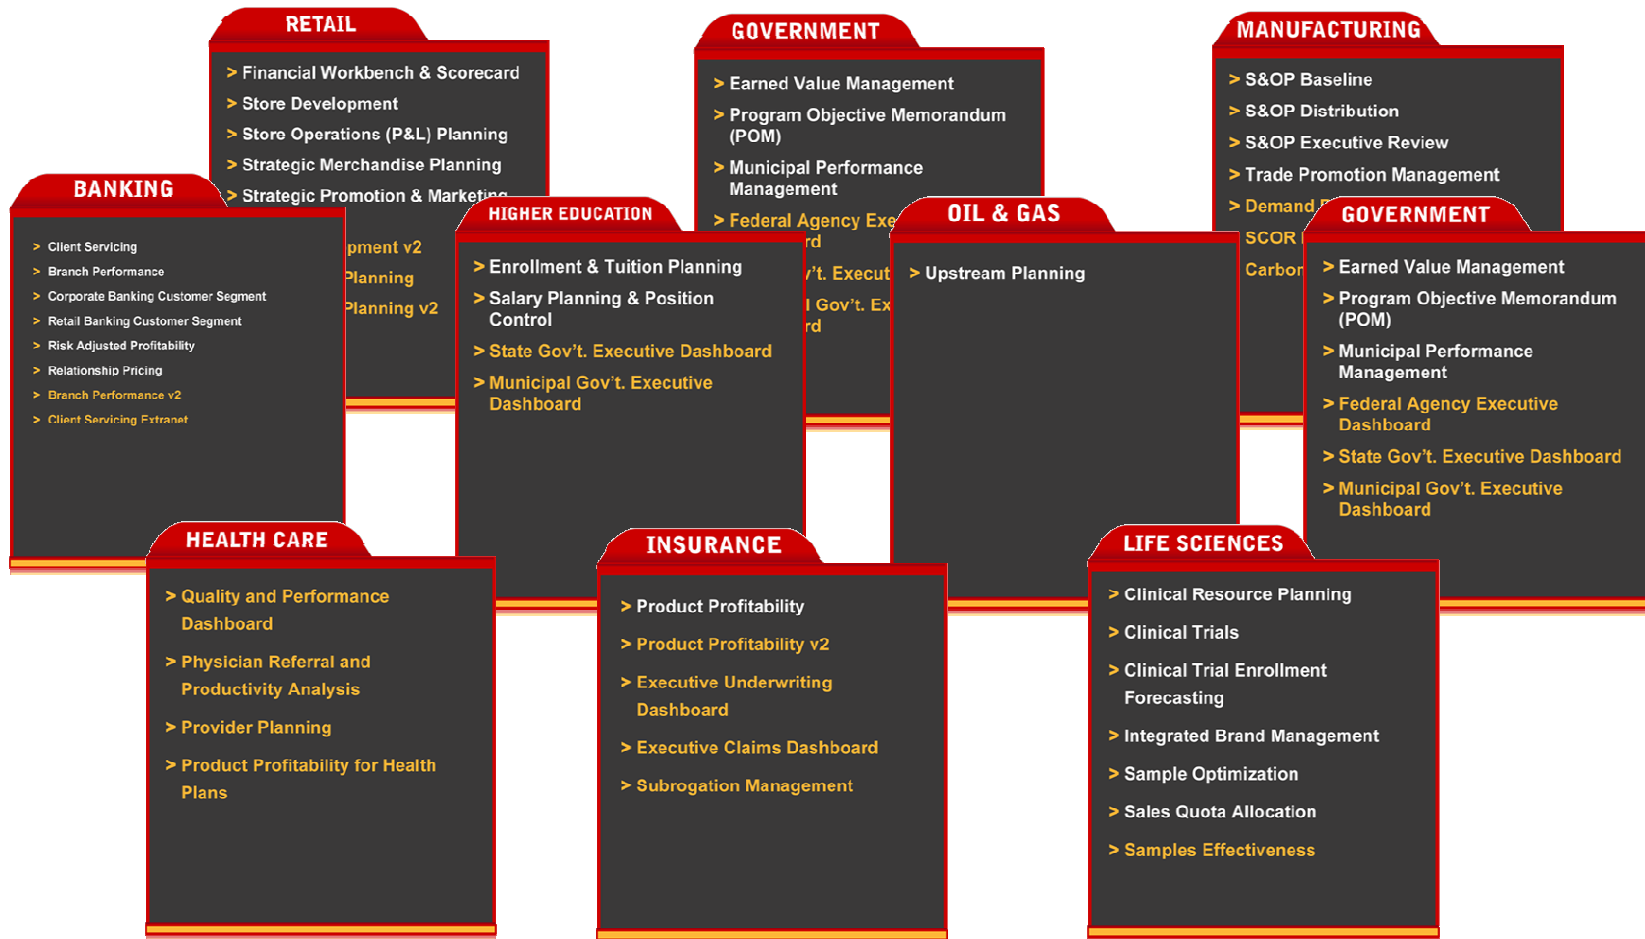 RETAIL
> Financial Workbench & Scorecard
> Store Development
> Store Operations (P&L) Planning
> Strategic Merchandise Planning
> Strategic Promotion & Marketing
pment v2
Planning
Planning v2
GOVERNMENT
> Earned Value Management
> Program Objective Memorandum
(POM)
> Municipal Performance
Management
> Federal Agency Exe
rd
't. Execut
l Gov't. Ex
rd
MANUFACTURING
> S&OP Baseline
> S&OP Distribution
> S&OP Executive Review
> Trade Promotion Management
> Demand
> SCOR
> Carbon
BANKING
> Client Servicing
> Branch Performance
> Corporate Banking Customer Segment
> Retail Banking Customer Segment
> Risk Adjusted Profitability
> Relationship Pricing
> Branch Performance v2
> Client Servicing Extranet
HIGHER EDUCATION
> Enrollment & Tuition Planning
> Salary Planning & Position
Control
> State Gov't. Executive Dashboard
> Municipal Gov't. Executive
Dashboard
OIL & GAS
> Upstream Planning
GOVERNMENT
> Earned Value Management
> Program Objective Memorandum
(POM)
> Municipal Performance
Management
> Federal Agency Executive
Dashboard
> State Gov't. Executive Dashboard
> Municipal Gov't. Executive
Dashboard
HEALTH CARE
> Quality and Performance
Dashboard
> Physician Referral and
Productivity Analysis
> Provider Planning
> Product Profitability for Health
Plans
INSURANCE
> Product Profitability
> Product Profitability v2
> Executive Underwriting
Dashboard
> Executive Claims Dashboard
> Subrogation Management
LIFE SCIENCES
> Clinical Resource Planning
> Clinical Trials
> Clinical Trial Enrollment
Forecasting
> Integrated Brand Management
> Sample Optimization
> Sales Quota Allocation
> Samples Effectiveness